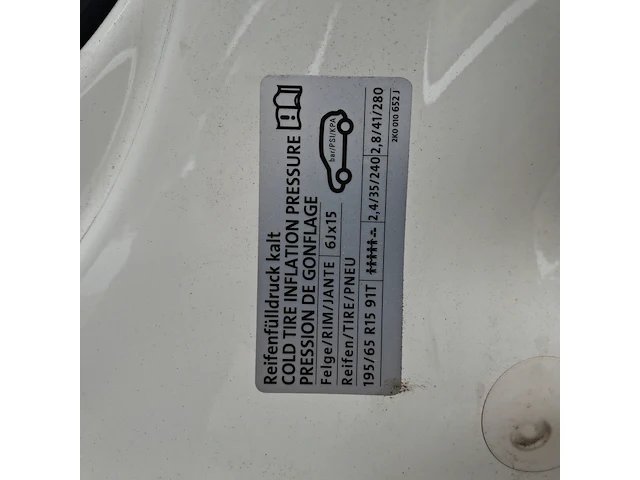 Reifenfülldruck kalt
COLD TIRE INFLATION PRESSURE
PRESSION DE GONFLAGE
Felge/RIM/JANTE 6Jx15
Reifen/TIRE/PNEU
bar/PSI/KPA
195/65 R15 91T 2,4/35/240 2,8/41/280
2K0 010 652 J